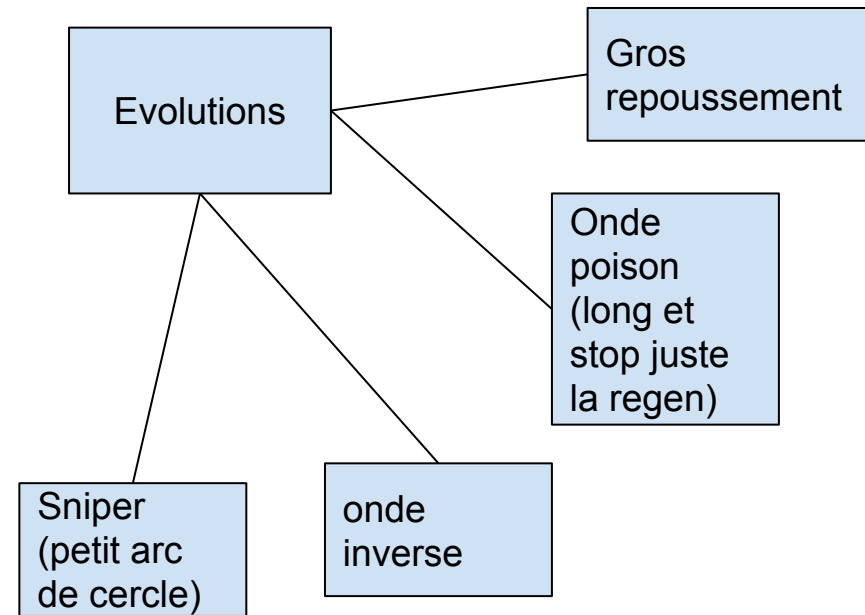 Evolutions
Gros
repoussement
Onde
poison
(long et
stop juste
la regen)
Sniper
(petit arc
de cercle)
onde
inverse